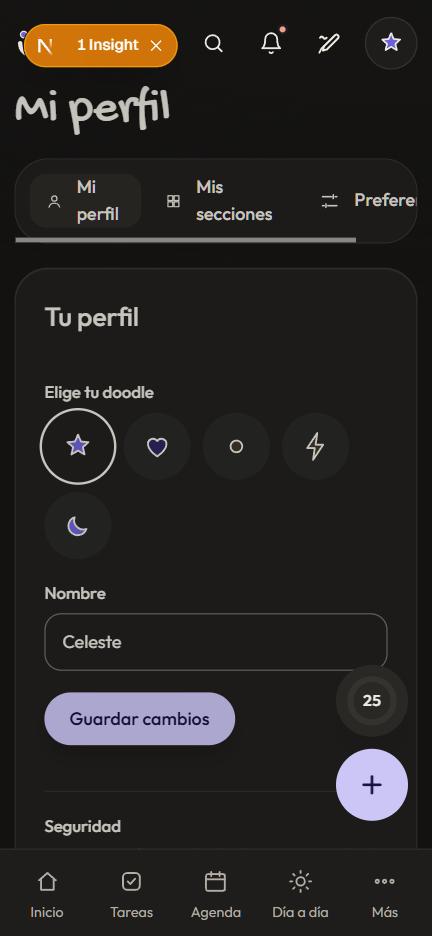 N 1 Insight
Mi perfil
Mi perfil
Mis secciones
Prefere
Tu perfil
Elige tu doodle
Nombre
Celeste
Guardar cambios
25
Seguridad
Inicio
Tareas
Agenda
Día a día
Más